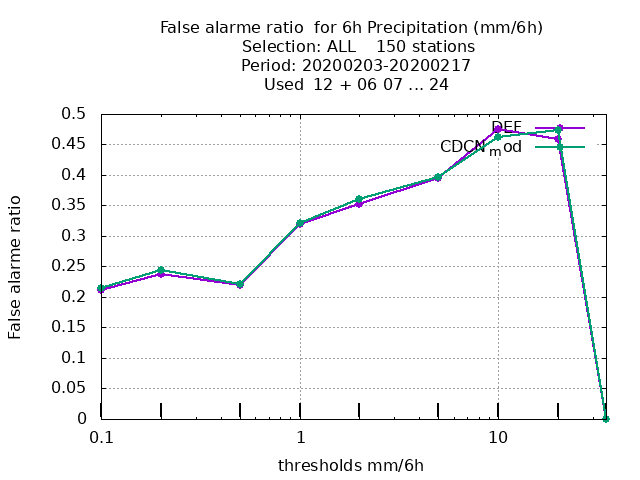 False alarme ratio  for 6h Precipitation (mm/6h)
Selection: ALL    150 stations
Period: 20200203-20200217
Used  12 + 06 07 ... 24
DEF
CDCNmod
False alarme ratio
0.5
0.45
0.4
0.35
0.3
0.25
0.2
0.15
0.1
0.05
0
0.1 1 10
thresholds mm/6h